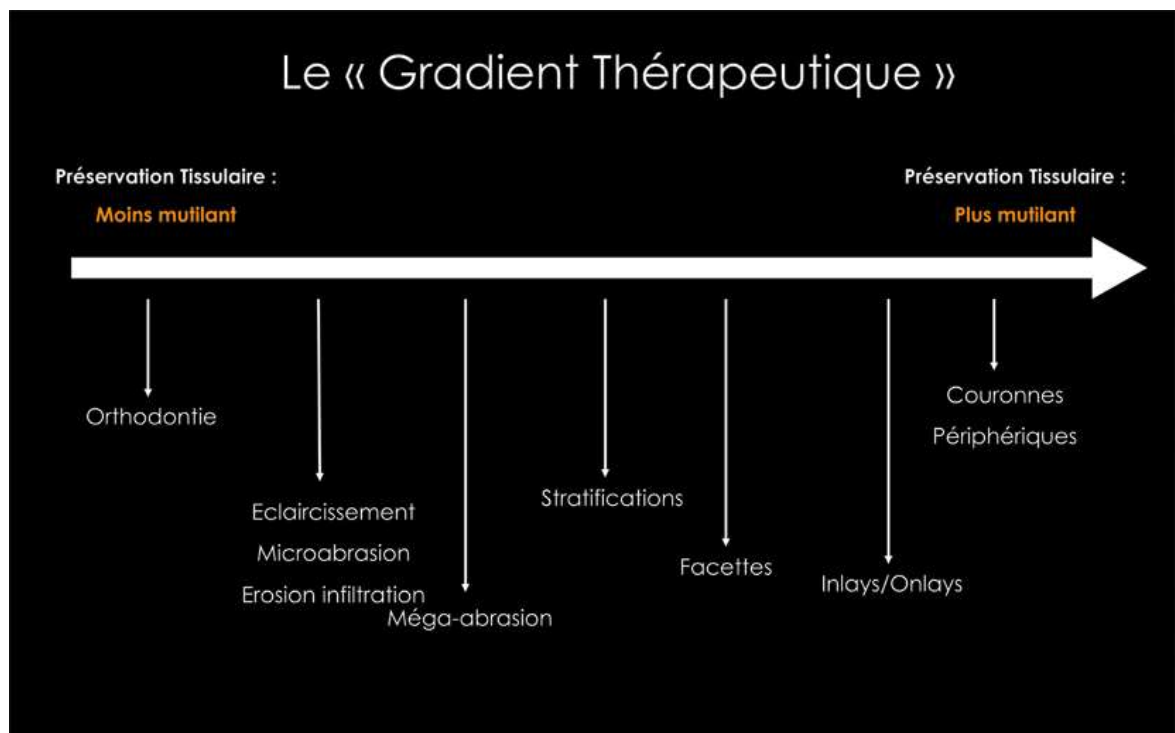 Le « Gradient Thérapeutique »
Préservation Tissulaire :
Moins mutilant
Préservation Tissulaire :
Plus mutilant
Orthodontie
Eclaircissement
Microabrasion
Erosion infiltration
Méga-abrasion
Stratifications
Facettes
Inlays/Onlays
Couronnes
Périphériques